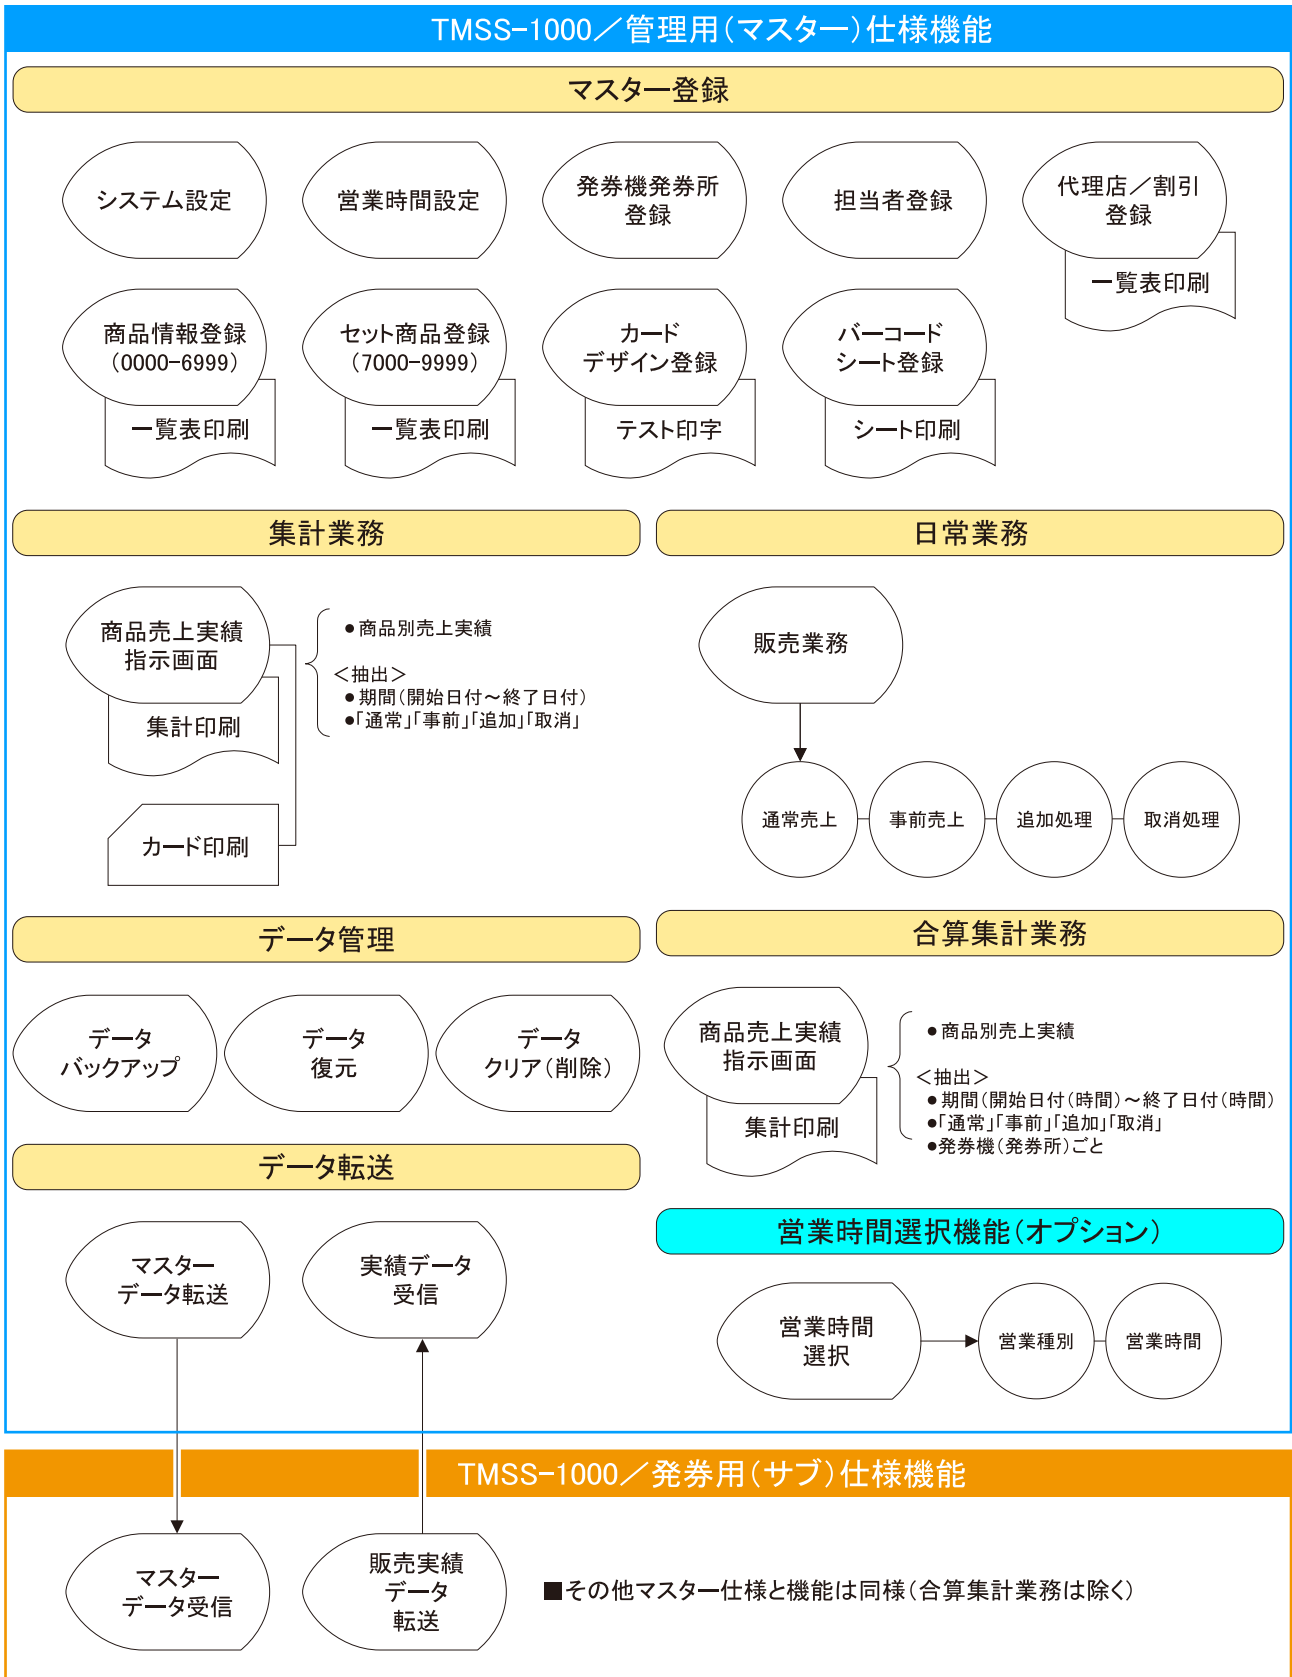 TMSS-1000／管理用（マスター）仕様機能
マスター登録
システム設定
営業時間設定
発券機発券所
登録
担当者登録
代理店／割引
登録
一覧表印刷
商品情報登録
（0000-6999）
一覧表印刷
セット商品登録
（7000-9999）
一覧表印刷
カード
デザイン登録
テスト印字
バーコード
シート登録
シート印刷
集計業務
商品売上実績
指示画面
集計印刷
カード印刷
●商品別売上実績
＜抽出＞
●期間（開始日付～終了日付）
●「通常」「事前」「追加」「取消」
日常業務
販売業務
通常売上
事前売上
追加処理
取消処理
データ管理
データ
バックアップ
データ
復元
データ
クリア（削除）
合算集計業務
商品売上実績
指示画面
集計印刷
●商品別売上実績
＜抽出＞
●期間（開始日付（時間）～終了日付（時間）
●「通常」「事前」「追加」「取消」
●発券機（発券所）ごと
データ転送
マスター
データ転送
実績データ
受信
営業時間選択機能（オプション）
営業時間
選択
営業種別
営業時間
TMSS-1000／発券用（サブ）仕様機能
マスター
データ受信
販売実績
データ
転送
■その他マスター仕様と機能は同様（合算集計業務は除く）